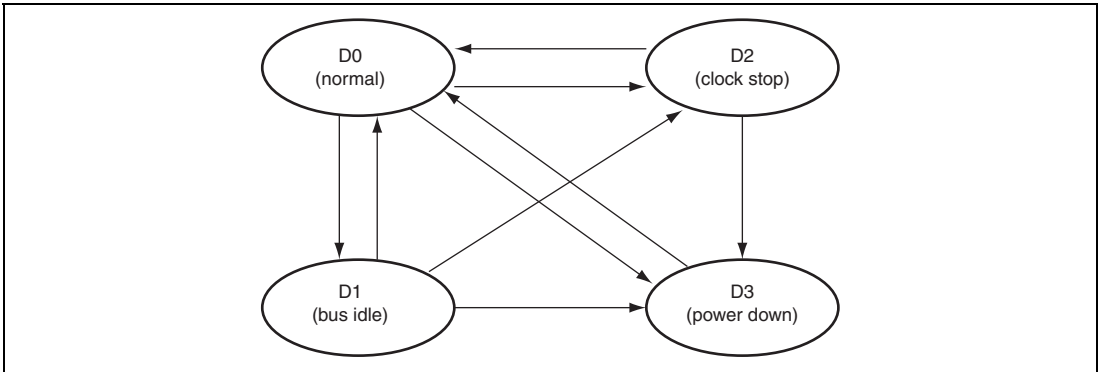 D0
(normal)
D2
(clock stop)
D1
(bus idle)
D3
(power down)